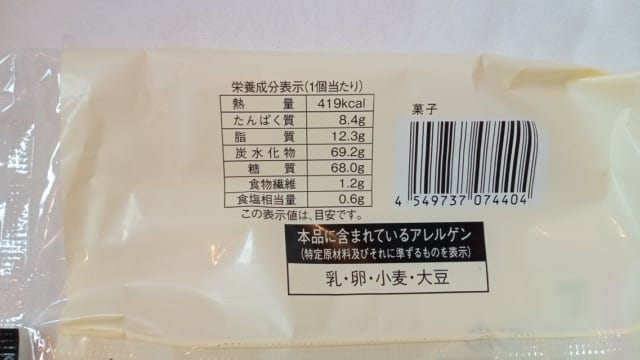 栄養成分表示(1個当たり)
熱量 419kcal
たんぱく質 8.4g
脂質 12.3g
炭水化物 69.2g
糖質 68.0g
食物繊維 1.2g
食塩相当量 0.6g
この表示値は、目安です。
菓子
4 549737 074404
本品に含まれているアレルゲン
(特定原材料及びそれに準ずるものを表示)
乳・卵・小麦・大豆